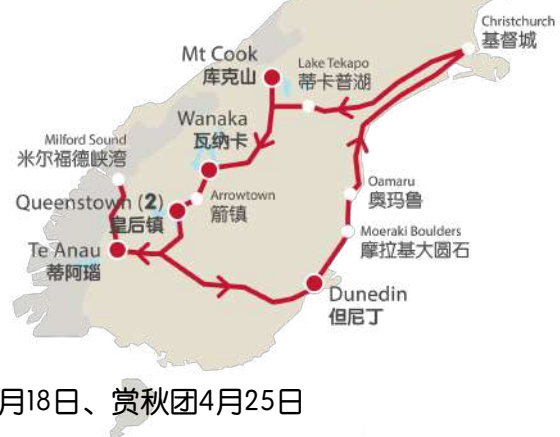 Christchurch
基督城
Mt Cook
库克山
Lake Tekapo
蒂卡普湖
Wanaka
瓦纳卡
Milford Sound
米尔福德峡湾
Arrowtown
箭镇
Queenstown (2)
皇后镇
Oamaru
奥玛鲁
Te Anau
蒂阿瑙
Moeraki Boulders
摩拉基大圆石
Dunedin
但尼丁
月18日、赏秋团4月25日